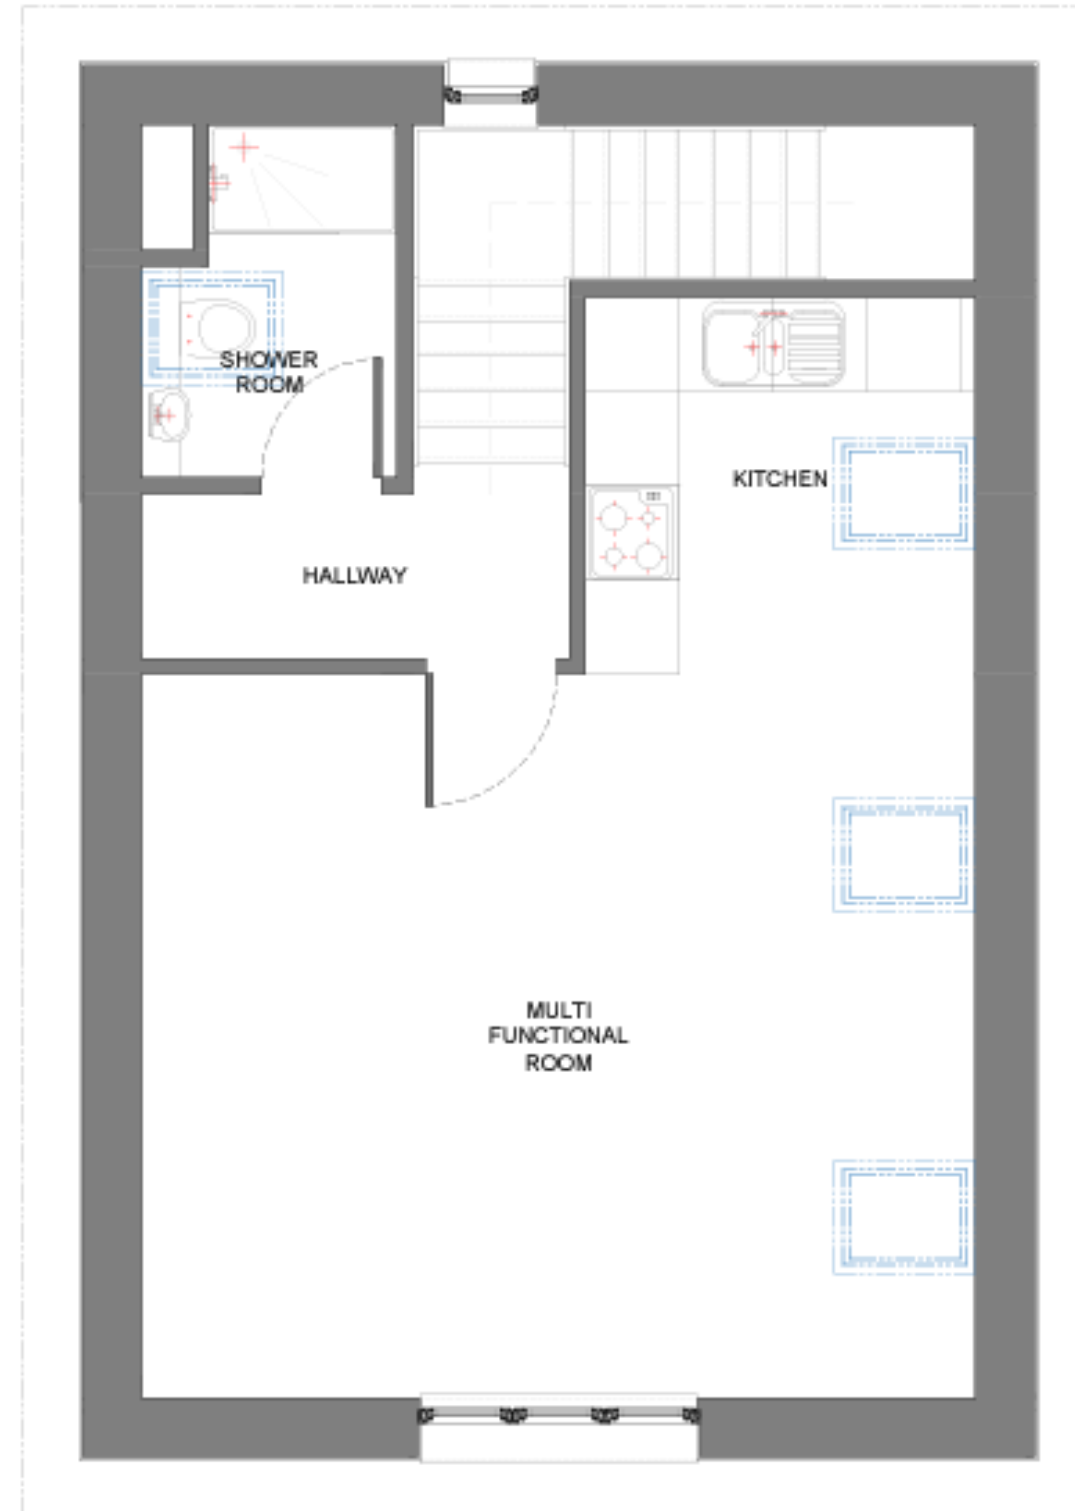 SHOWER
ROOM
KITCHEN
HALLWAY
MULTI
FUNCTIONAL
ROOM